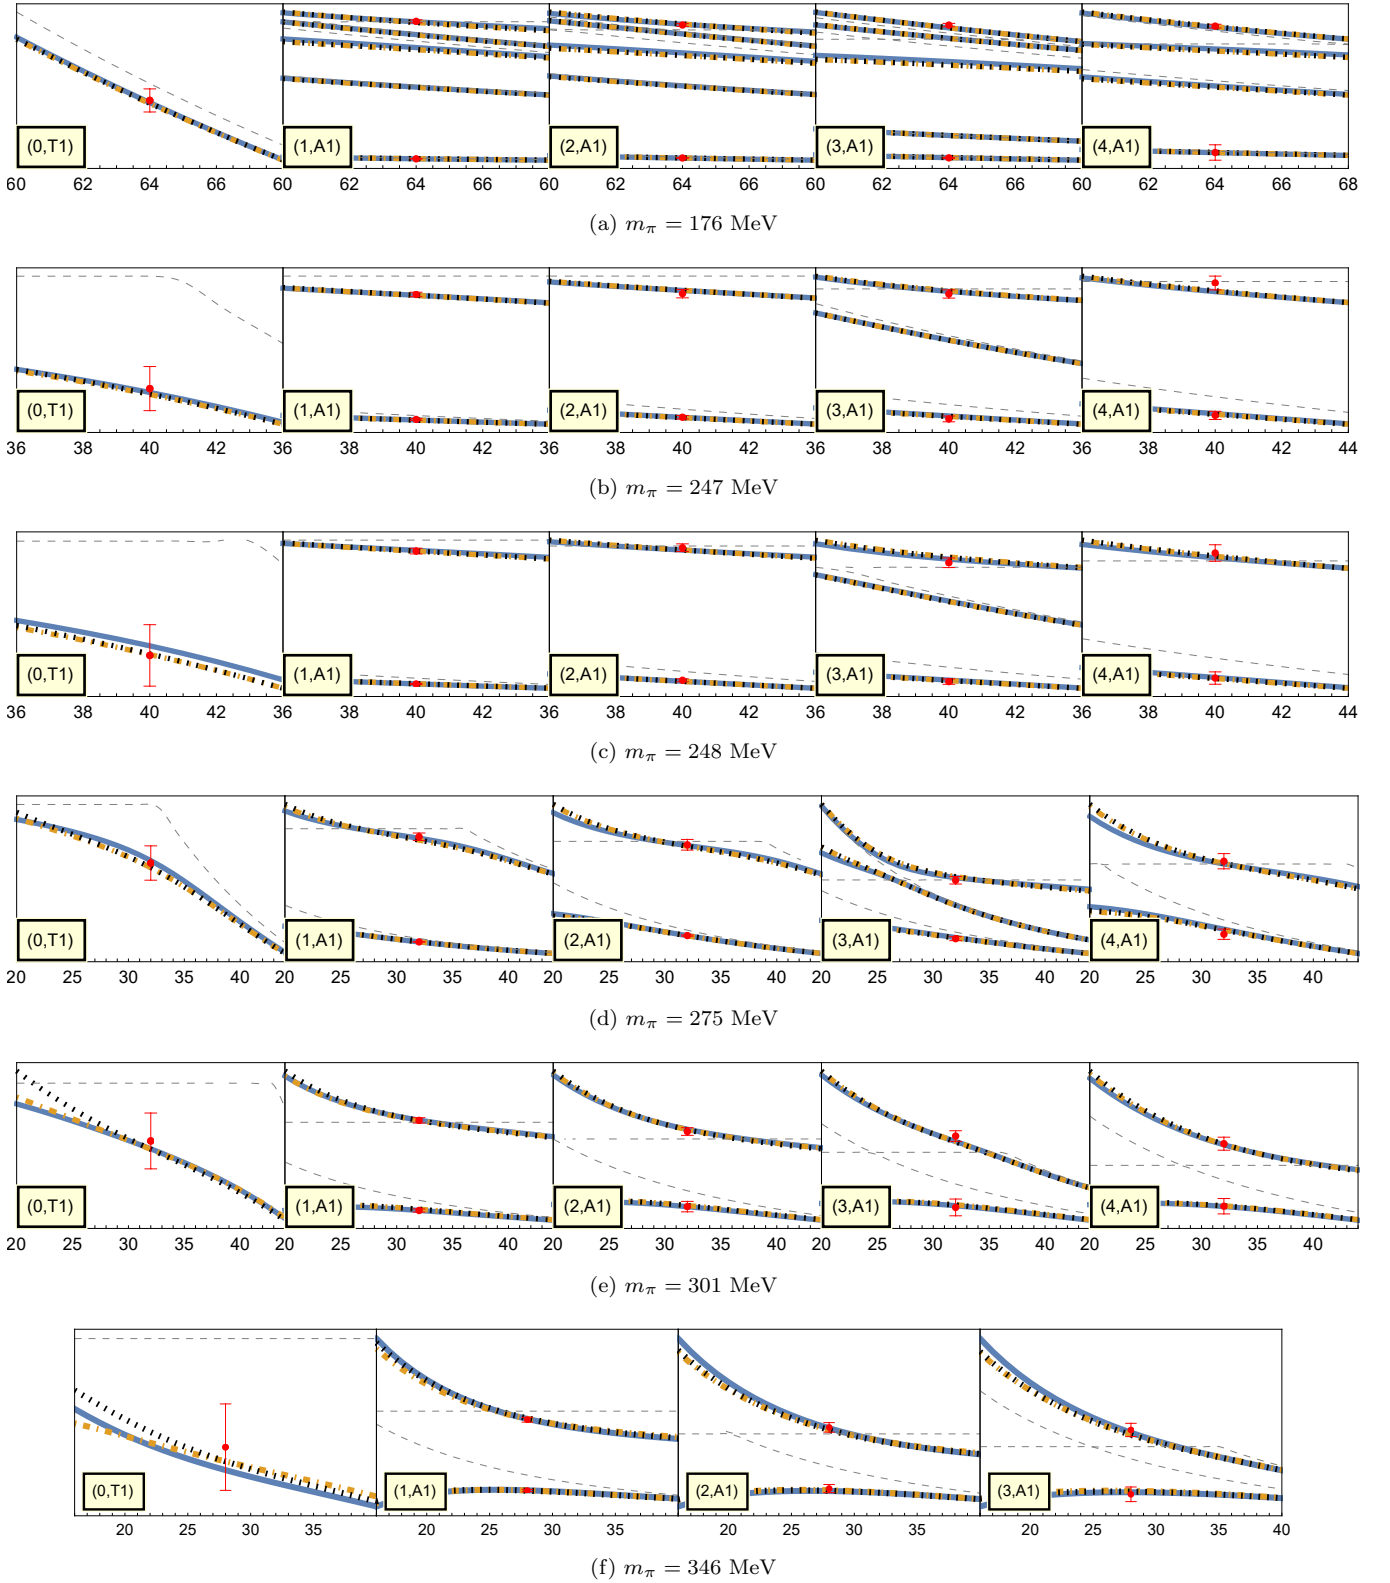 (0,T1) (1,A1) (2,A1) (3,A1) (4,A1)
60 62 64 66 60 62 64 66 60 62 64 66 60 62 64 66 60 62 64 66 68
(a) mπ = 176 MeV
(0,T1) (1,A1) (2,A1) (3,A1) (4,A1)
36 38 40 42 36 38 40 42 36 38 40 42 36 38 40 42 36 38 40 42 44
(b) mπ = 247 MeV
(0,T1) (1,A1) (2,A1) (3,A1) (4,A1)
36 38 40 42 36 38 40 42 36 38 40 42 36 38 40 42 36 38 40 42 44
(c) mπ = 248 MeV
(0,T1) (1,A1) (2,A1) (3,A1) (4,A1)
20 25 30 35 40 20 25 30 35 40 20 25 30 35 40 20 25 30 35 40 20 25 30 35 40
(d) mπ = 275 MeV
(0,T1) (1,A1) (2,A1) (3,A1) (4,A1)
20 25 30 35 40 20 25 30 35 40 20 25 30 35 40 20 25 30 35 40 20 25 30 35 40
(e) mπ = 301 MeV
(0,T1) (1,A1) (2,A1) (3,A1)
20 25 30 35 20 25 30 35 20 25 30 35 20 25 30 35 40
(f) mπ = 346 MeV